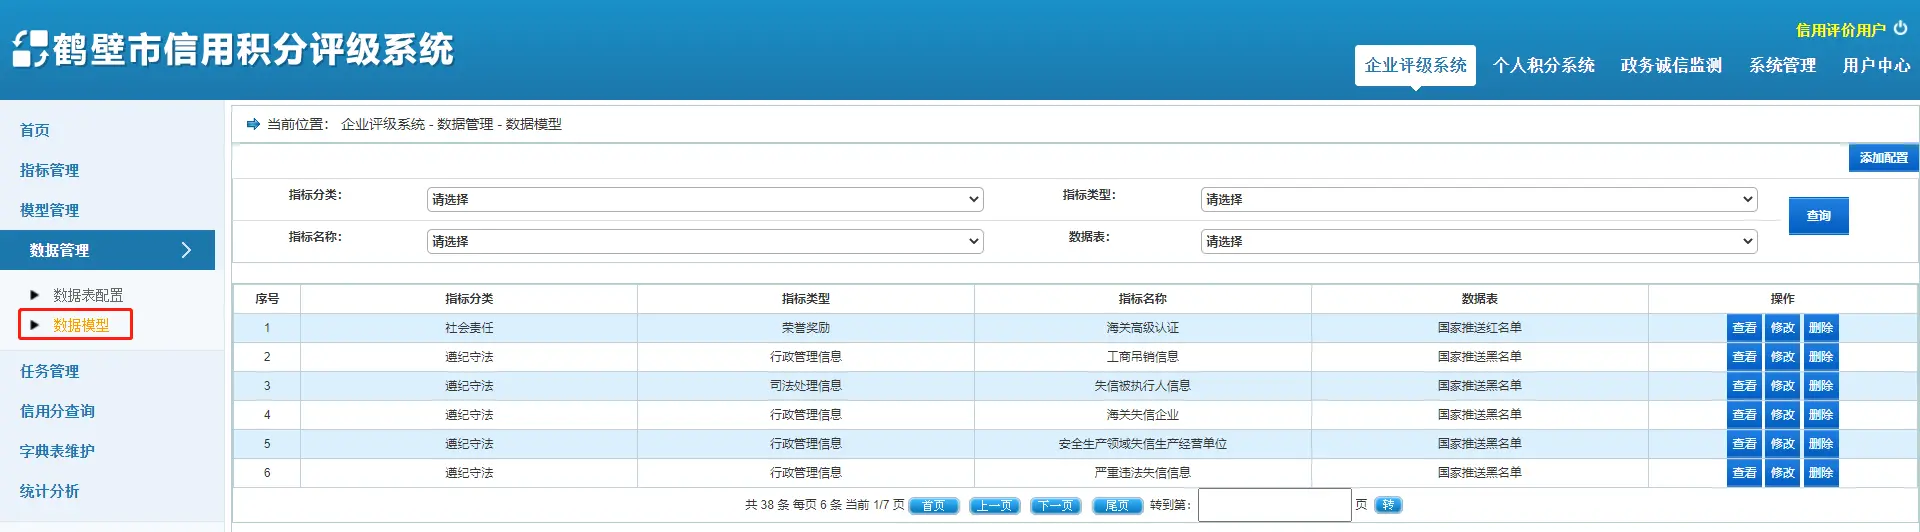 鹤壁市信用积分评级系统
信用评价用户
企业评级系统 个人积分系统 政务诚信监测 系统管理 用户中心
首页
指标管理
模型管理
数据管理
数据表配置
数据模型
任务管理
信用分查询
字典表维护
统计分析
当前位置： 企业评级系统 - 数据管理 - 数据模型
添加配置
指标分类： 请选择 指标类型： 请选择
查询
指标名称： 请选择 数据表： 请选择
序号 指标分类 指标类型 指标名称 数据表 操作
1 社会责任 荣誉奖励 海关高级认证 国家推送红名单 查看 修改 删除
2 遵纪守法 行政管理信息 工商吊销信息 国家推送黑名单 查看 修改 删除
3 遵纪守法 司法处理信息 失信被执行人信息 国家推送黑名单 查看 修改 删除
4 遵纪守法 行政管理信息 海关失信企业 国家推送黑名单 查看 修改 删除
5 遵纪守法 行政管理信息 安全生产领域失信生产经营单位 国家推送黑名单 查看 修改 删除
6 遵纪守法 行政管理信息 严重违法失信信息 国家推送黑名单 查看 修改 删除
共 38 条 每页 6 条 当前 1/7 页 首页 上一页 下一页 尾页 转到第： 页 转